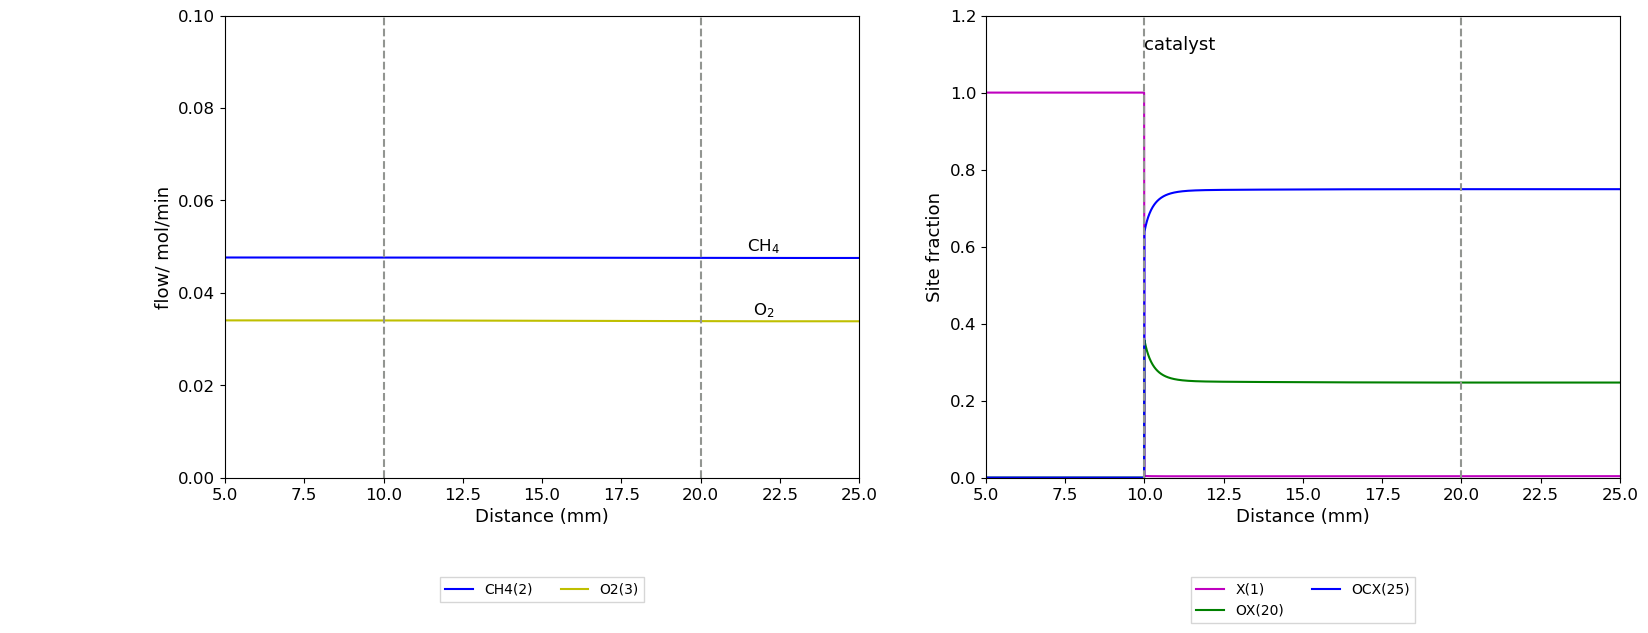 0.10
0.08
0.06
0.04
0.02
0.00
flow/ mol/min
CH₄
O₂
5.0 7.5 10.0 12.5 15.0 17.5 20.0 22.5 25.0
Distance (mm)
CH4(2) O2(3)
1.2
1.0
0.8
0.6
0.4
0.2
0.0
Site fraction
catalyst
5.0 7.5 10.0 12.5 15.0 17.5 20.0 22.5 25.0
Distance (mm)
X(1) OCX(25)
OX(20)